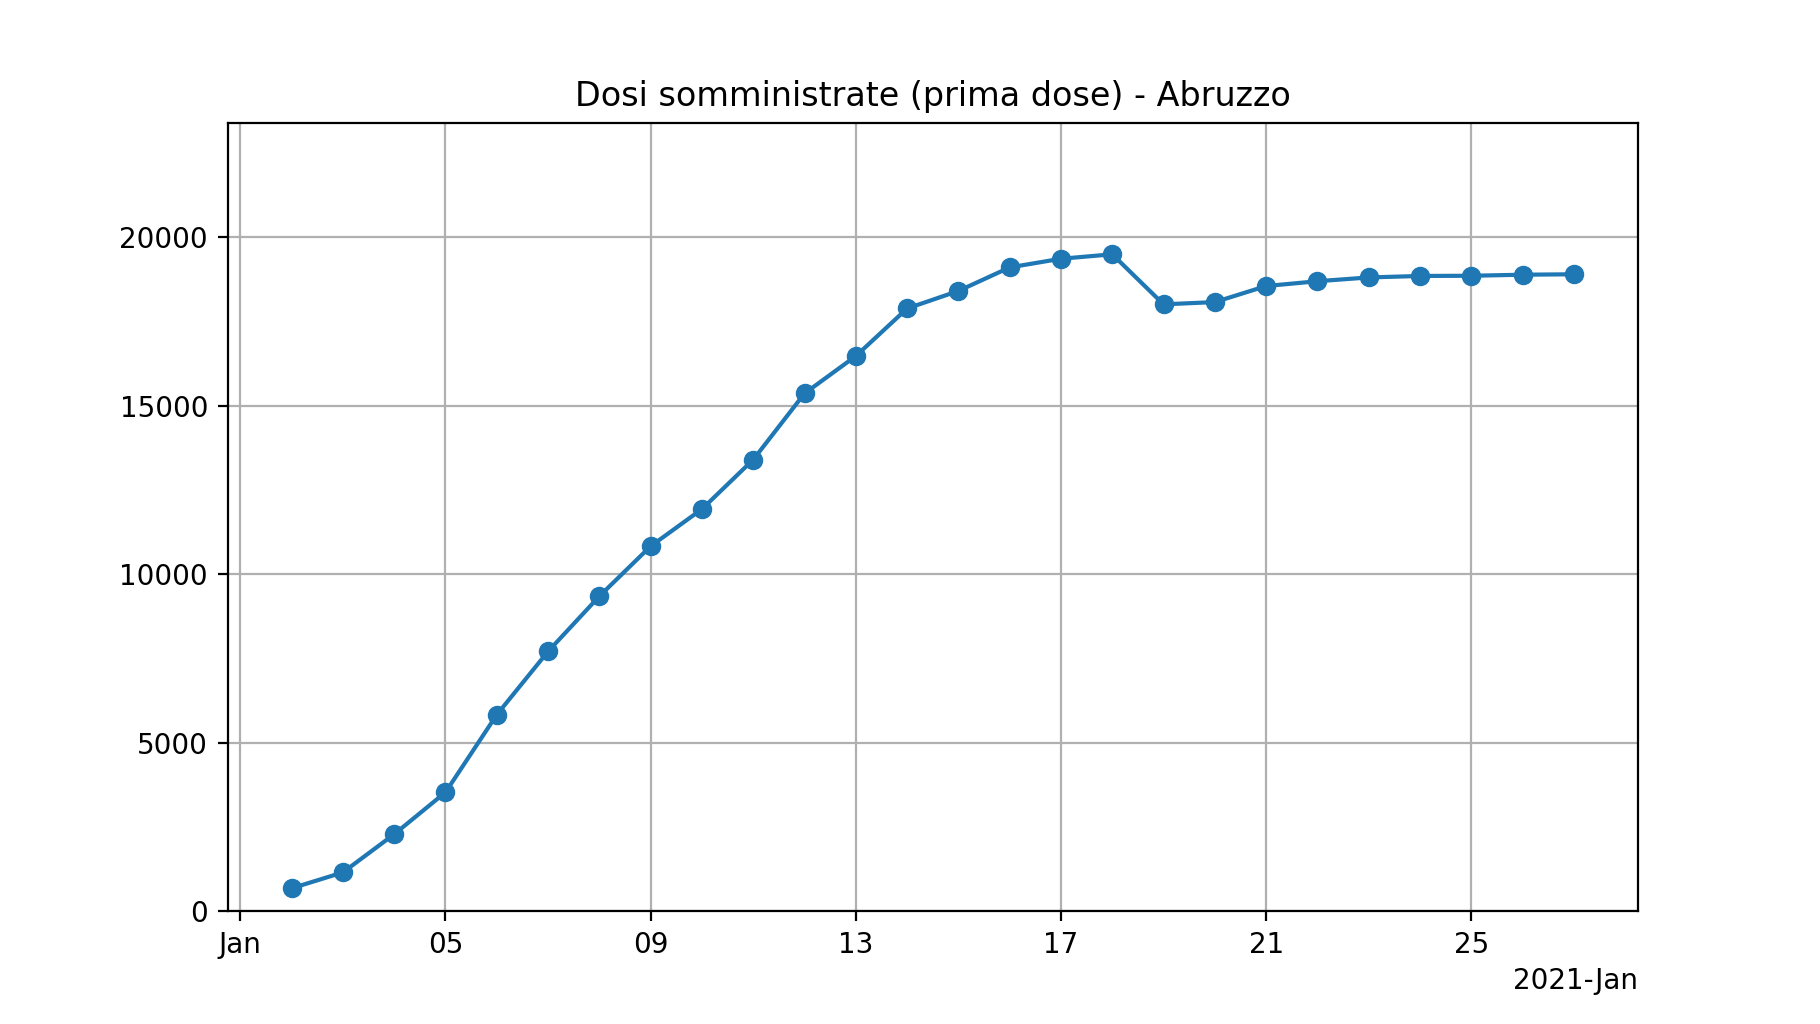 Dosi somministrate (prima dose) - Abruzzo
20000
15000
10000
5000
0
Jan 05 09 13 17 21 25
2021-Jan